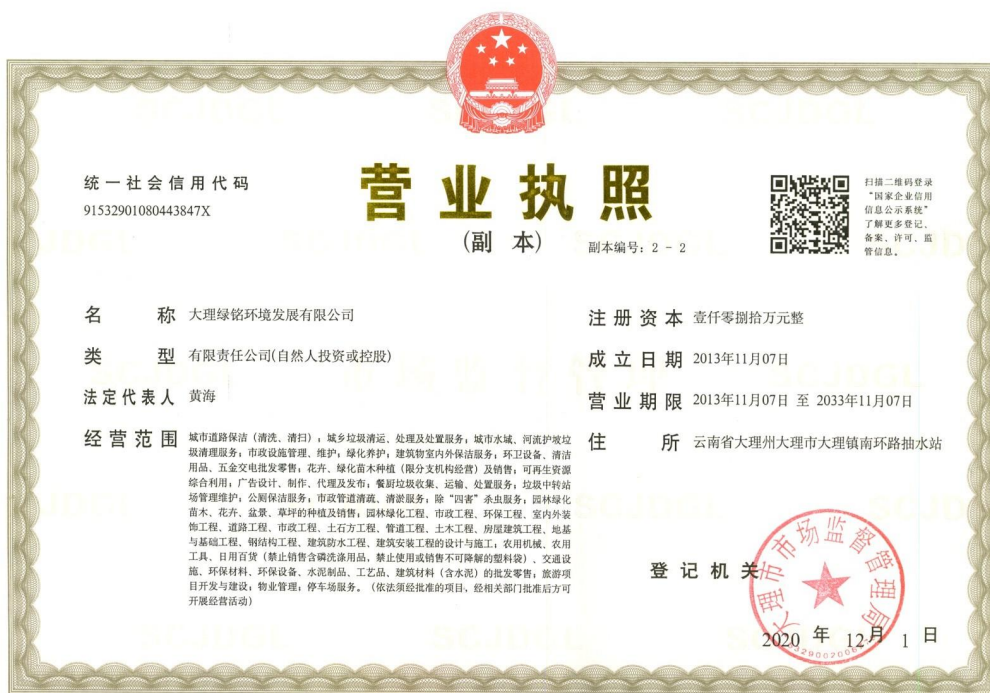 营业执照
（副 本）
副本编号：2－2
统一社会信用代码
91532901080443847X
扫描二维码登录
“国家企业信用
信息公示系统”
了解更多登记、
备案、许可、监
管信息。
名 称 大理绿铭环境发展有限公司
类 型 有限责任公司(自然人投资或控股)
法定代表人 黄海
经营范围 城市道路保洁（清洗、清扫）；城乡垃圾清运、处理及处置服务；城市水域、河流护坡垃
圾清理服务；市政设施管理、维护；绿化养护；建筑物室内外保洁服务；环卫设备、清洁
用品、五金交电批发零售；花卉、绿化苗木种植（限分支机构经营）及销售；可再生资源
综合利用；广告设计、制作、代理及发布；餐厨垃圾收集、运输、处置服务；垃圾中转站
场管理维护；公厕保洁服务；市政管道清疏、清淤服务；除“四害”杀虫服务；园林绿化
苗木、花卉、盆景、草坪的种植及销售；园林绿化工程、市政工程、环保工程、室内外装
饰工程、道路工程、市政工程、土石方工程、管道工程、土木工程、房屋建筑工程、地基
与基础工程、钢结构工程、建筑防水工程、建筑安装工程的设计与施工；农用机械、农用
工具、日用百货（禁止销售含磷洗涤用品，禁止使用或销售不可降解的塑料袋）、交通设
施、环保材料、环保设备、水泥制品、工艺品、建筑材料（含水泥）的批发零售；旅游项
目开发与建设；物业管理；停车场服务。（依法须经批准的项目，经相关部门批准后方可
开展经营活动）
注册资本 壹仟零捌拾万元整
成立日期 2013年11月07日
营业期限 2013年11月07日 至 2033年11月07日
住 所 云南省大理州大理市大理镇南环路抽水站
登记机关
大理市市场监督管理局
2020 年 12月 1 日